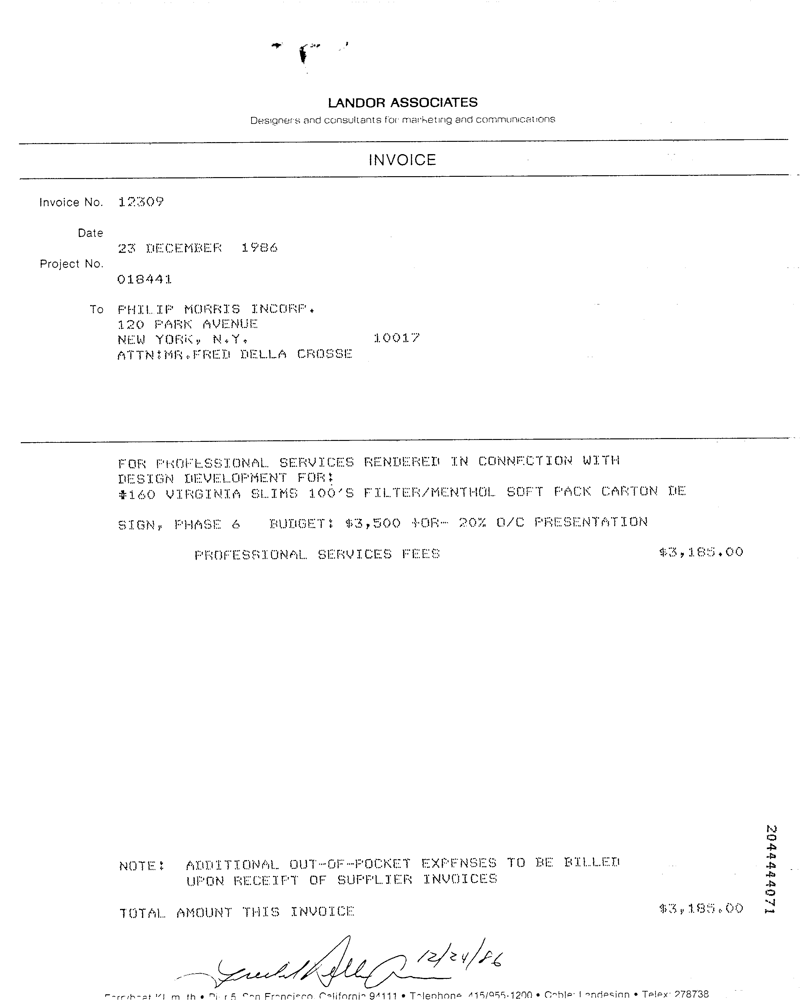 LANDOR ASSOCIATES
Designers and consultants for marketing and communications
INVOICE
Invoice No. 12309
Date
23 DECEMBER 1986
Project No.
018441
To PHILIP MORRIS INCORP.
120 PARK AVENUE
NEW YORK, N.Y. 10017
ATTN:MR.FRED DELLA CROSSE
FOR PROFESSIONAL SERVICES RENDERED IN CONNECTION WITH
DESIGN DEVELOPMENT FOR:
#160 VIRGINIA SLIMS 100'S FILTER/MENTHOL SOFT PACK CARTON DE
SIGN, PHASE 6 BUDGET: $3,500 +OR- 20% O/C PRESENTATION
PROFESSIONAL SERVICES FEES $3,185.00
NOTE: ADDITIONAL OUT-OF-POCKET EXPENSES TO BE BILLED
UPON RECEIPT OF SUPPLIER INVOICES
TOTAL AMOUNT THIS INVOICE $3,185.00
2044444071
12/24/86
5, San Francisco, California 94111 • Telephone 415/955-1200 • Cable: Landesign • Telex: 278738